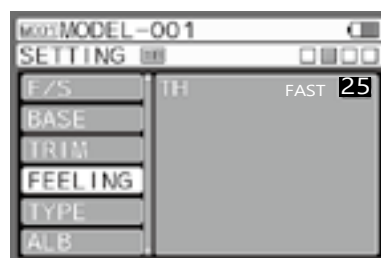 MODEL-001
SETTING
F/S TH FAST 25
BASE
TRIM
FEELING
TYPE
ALB